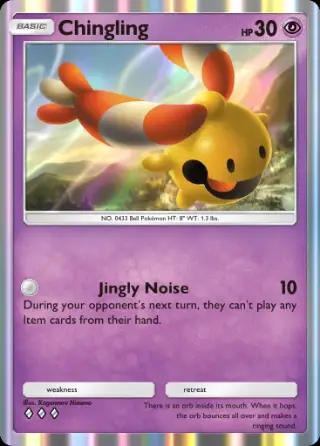 BASIC Chingling HP30
NO. 0433 Bell Pokémon HT: 8" WT: 1.3 lbs.
Jingly Noise 10
During your opponent's next turn, they can't play any
Item cards from their hand.
weakness retreat
Illus. Kagemaru Himeno
There is an orb inside its mouth. When it hops,
the orb bounces all over and makes a
ringing sound.